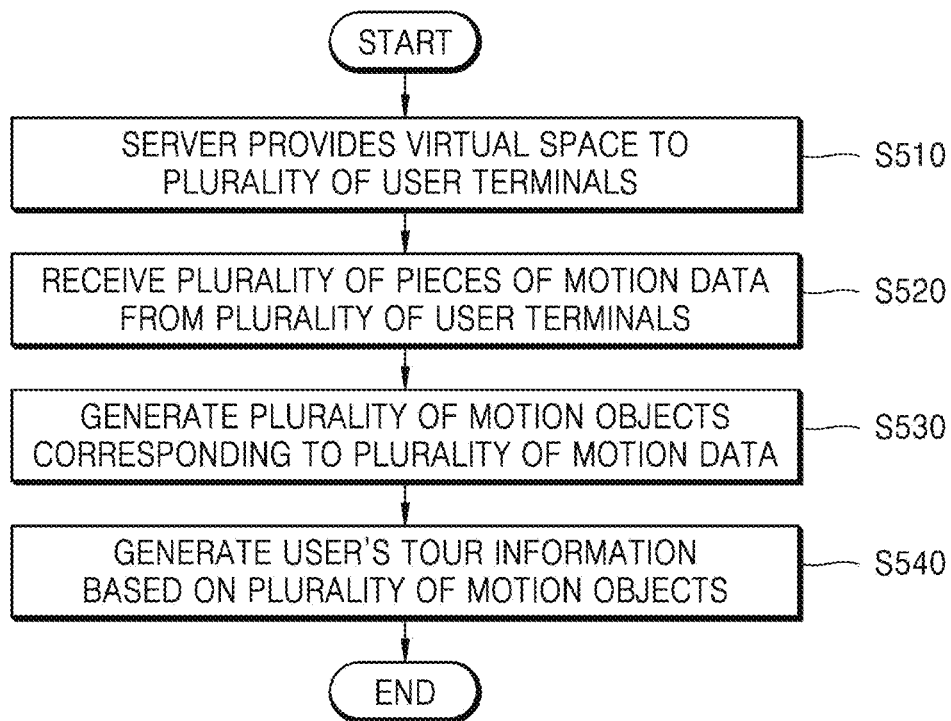 START
SERVER PROVIDES VIRTUAL SPACE TO
PLURALITY OF USER TERMINALS
S510
RECEIVE PLURALITY OF PIECES OF MOTION DATA
FROM PLURALITY OF USER TERMINALS
S520
GENERATE PLURALITY OF MOTION OBJECTS
CORRESPONDING TO PLURALITY OF MOTION DATA
S530
GENERATE USER'S TOUR INFORMATION
BASED ON PLURALITY OF MOTION OBJECTS
S540
END